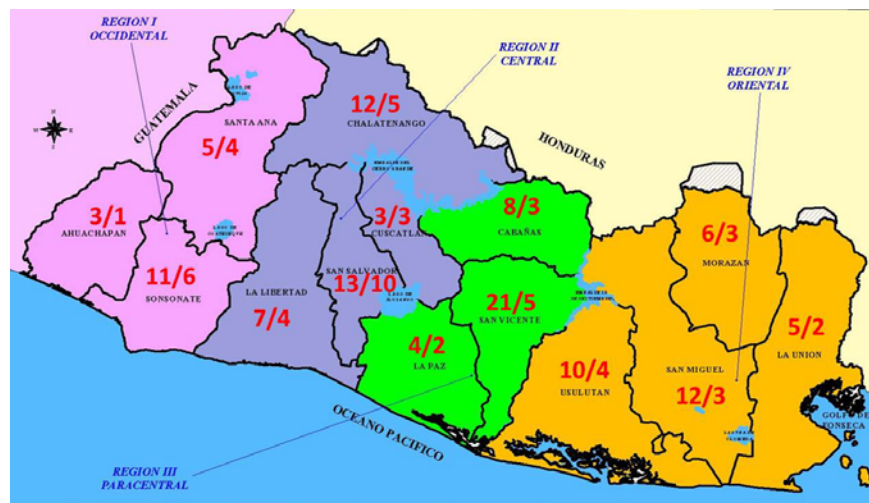 REGION I
OCCIDENTAL
REGION II
CENTRAL
REGION IV
ORIENTAL
GUATEMALA
HONDURAS
SANTA ANA
5/4
12/5
CHALATENANGO
3/1
AHUACHAPAN
11/6
SONSONATE
LA LIBERTAD
7/4
SAN SALVADOR
13/10
3/3
CUSCATLAN
8/3
CABAÑAS
21/5
SAN VICENTE
4/2
LA PAZ
6/3
MORAZAN
5/2
LA UNION
10/4
USULUTAN
SAN MIGUEL
12/3
GOLFO DE
FONSECA
OCEANO PACIFICO
REGION III
PARACENTRAL